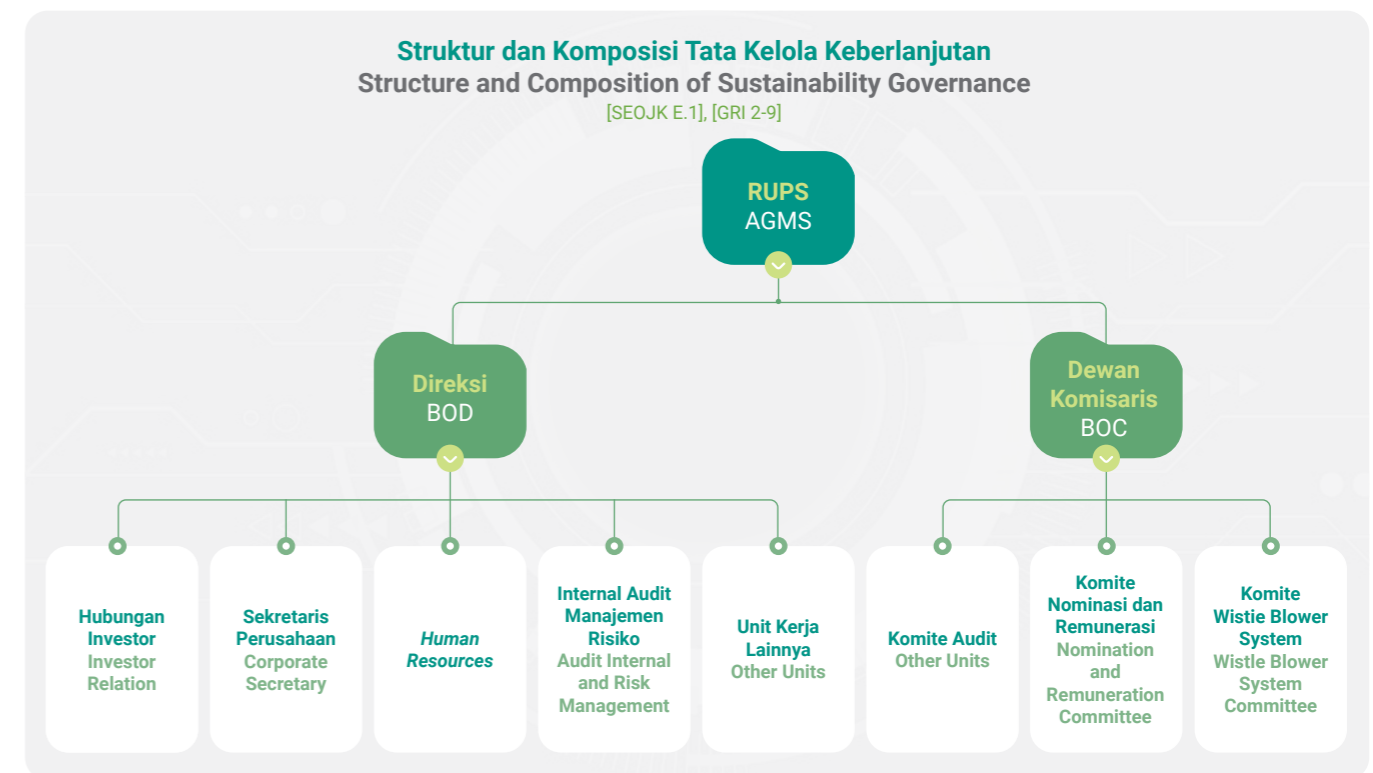 Struktur dan Komposisi Tata Kelola Keberlanjutan
Structure and Composition of Sustainability Governance
[SEOJK E.1], [GRI 2-9]
RUPS
AGMS
Direksi
BOD
Dewan
Komisaris
BOC
Hubungan
Investor
Investor
Relation
Sekretaris
Perusahaan
Corporate
Secretary
Human
Resources
Internal Audit
Manajemen
Risiko
Audit Internal
and Risk
Management
Unit Kerja
Lainnya
Other Units
Komite Audit
Other Units
Komite
Nominasi dan
Remunerasi
Nomination
and
Remuneration
Committee
Komite
Wistie Blower
System
Wistle Blower
System
Committee